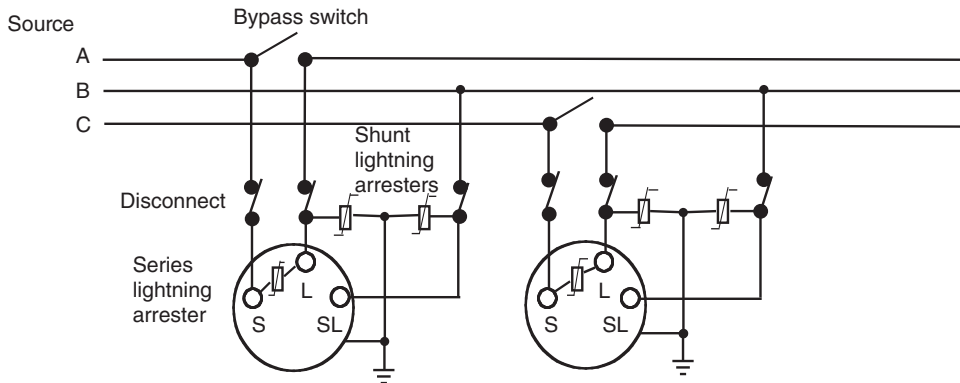 Bypass switch
Source
A
B
C
Shunt
lightning
arresters
Disconnect
Series
lightning
arrester
L
S
SL
L
S
SL